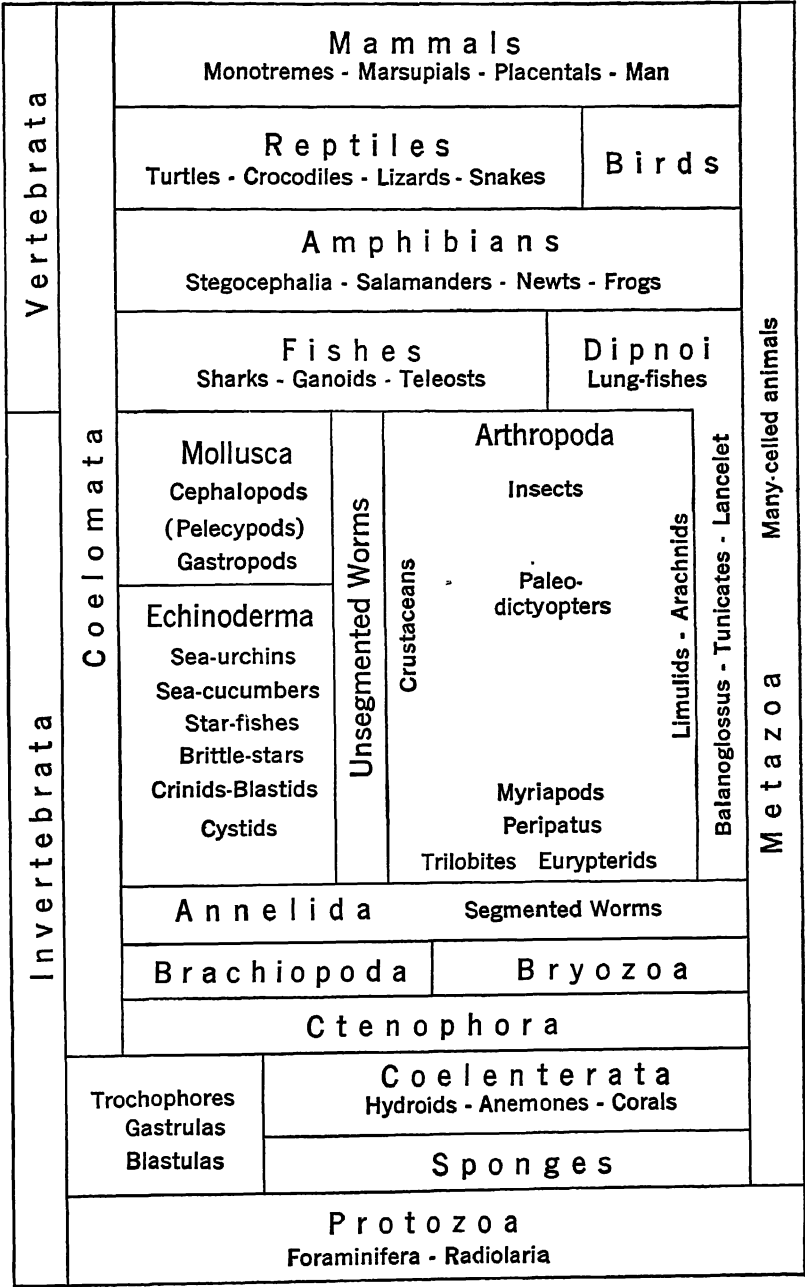 Mammals
Monotremes - Marsupials - Placentals - Man
Reptiles
Turtles - Crocodiles - Lizards - Snakes
Birds
Amphibians
Stegocephalia - Salamanders - Newts - Frogs
Fishes
Sharks - Ganoids - Teleosts
Dipnoi
Lung-fishes
Vertebrata
Invertebrata
Coelomata
Mollusca
Cephalopods
(Pelecypods)
Gastropods
Echinoderma
Sea-urchins
Sea-cucumbers
Star-fishes
Brittle-stars
Crinids-Blastids
Cystids
Unsegmented Worms
Arthropoda
Insects
Crustaceans
Paleo-
dictyopters
Limulids - Arachnids
Myriapods
Peripatus
Trilobites Eurypterids
Balanoglossus - Tunicates - Lancelet
Metazoa Many-celled animals
Annelida Segmented Worms
Brachiopoda
Bryozoa
Ctenophora
Trochophores
Gastrulas
Blastulas
Coelenterata
Hydroids - Anemones - Corals
Sponges
Protozoa
Foraminifera - Radiolaria